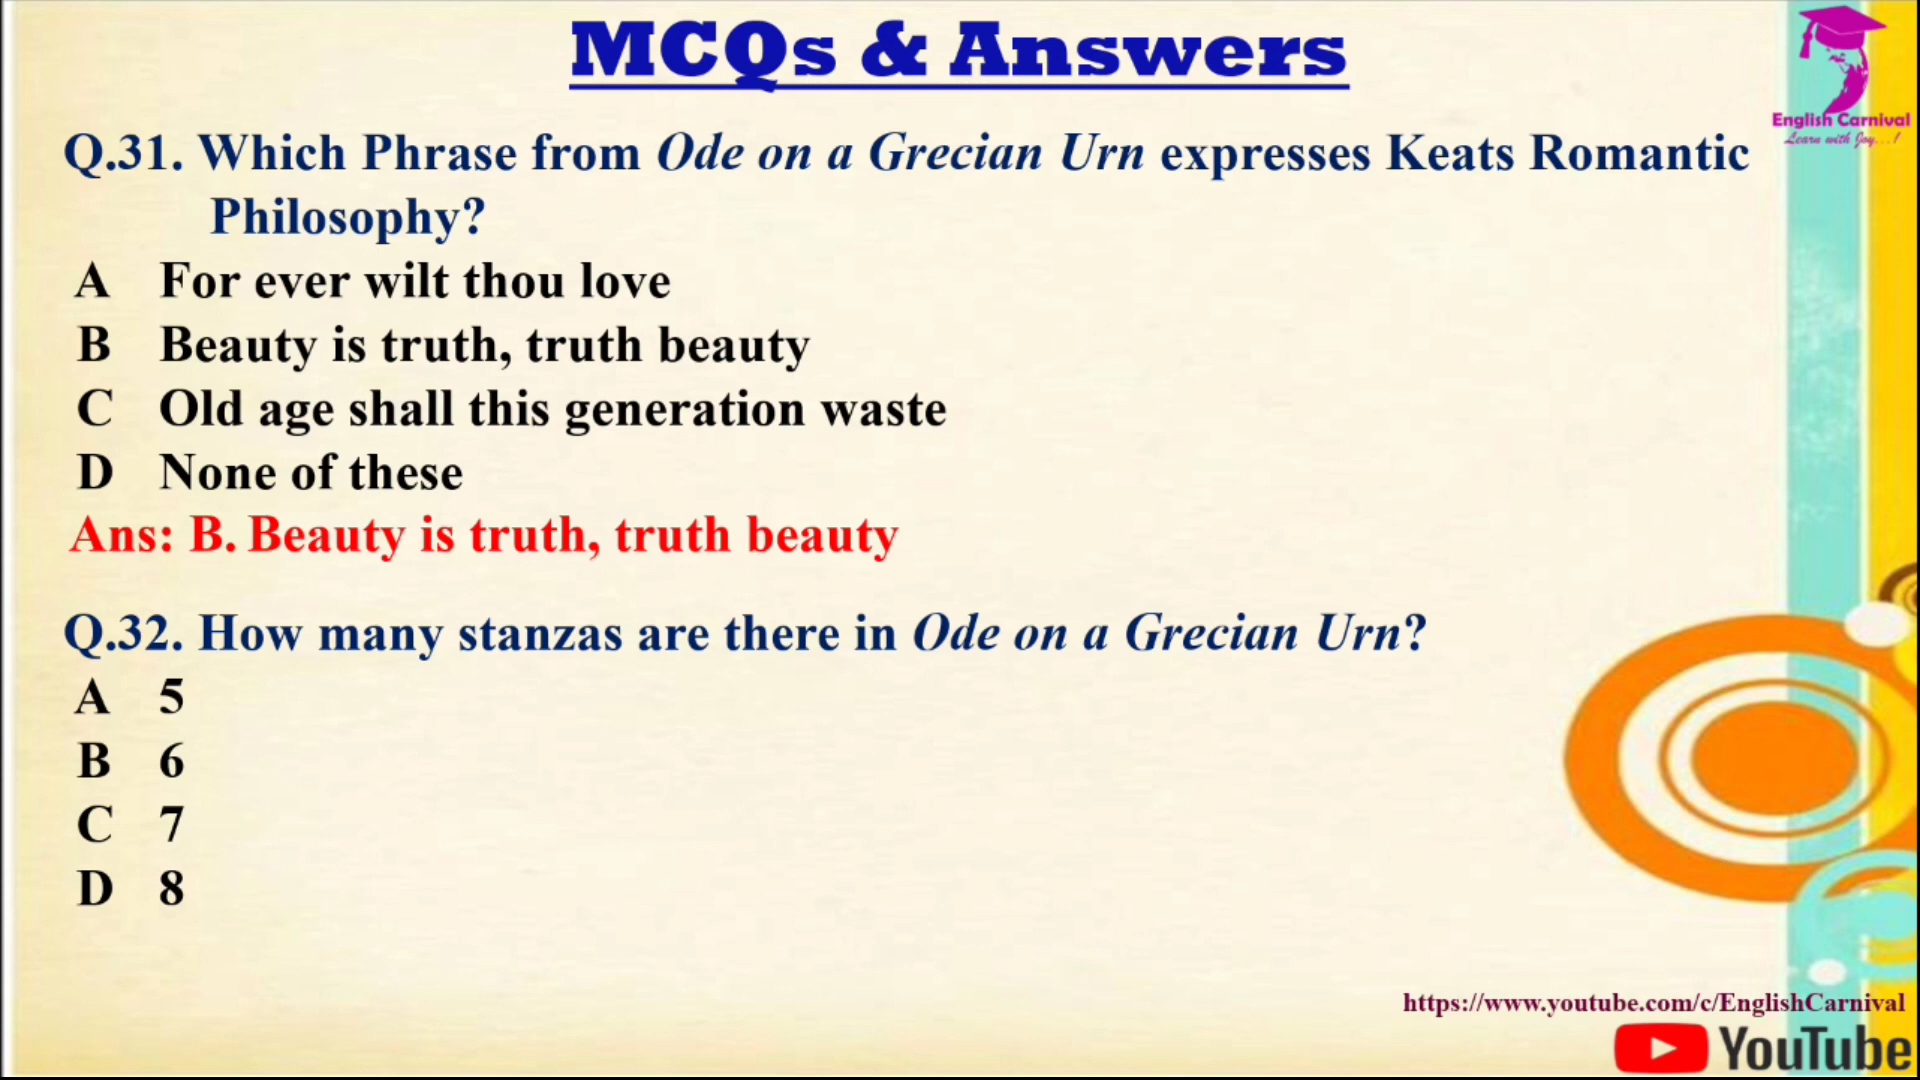 MCQs & Answers
English Carnival
Learn with Joy...!
Q.31. Which Phrase from Ode on a Grecian Urn expresses Keats Romantic
Philosophy?
A For ever wilt thou love
B Beauty is truth, truth beauty
C Old age shall this generation waste
D None of these
Ans: B. Beauty is truth, truth beauty
Q.32. How many stanzas are there in Ode on a Grecian Urn?
A 5
B 6
C 7
D 8
https://www.youtube.com/c/EnglishCarnival
YouTube